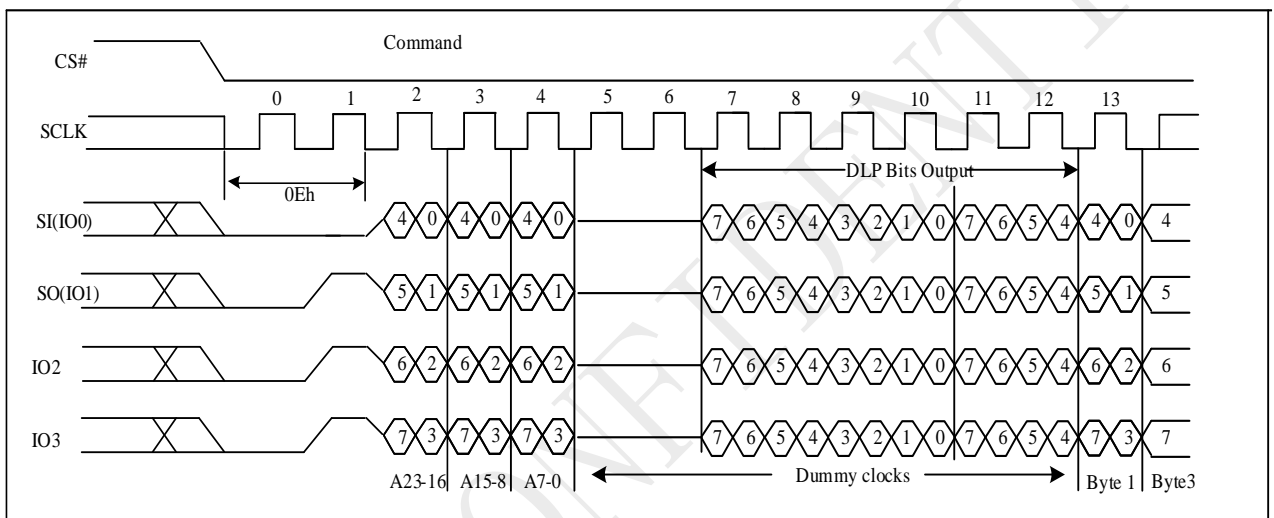 Command
CS#
0 1 2 3 4 5 6 7 8 9 10 11 12 13
SCLK
0Eh
DLP Bits Output
SI(IO0) 4 0 4 0 4 0 7 6 5 4 3 2 1 0 7 6 5 4 4 0 4
SO(IO1) 5 1 5 1 5 1 7 6 5 4 3 2 1 0 7 6 5 4 5 1 5
IO2 6 2 6 2 6 2 7 6 5 4 3 2 1 0 7 6 5 4 6 2 6
IO3 7 3 7 3 7 3 7 6 5 4 3 2 1 0 7 6 5 4 7 3 7
A23-16 A15-8 A7-0 Dummy clocks Byte 1 Byte3